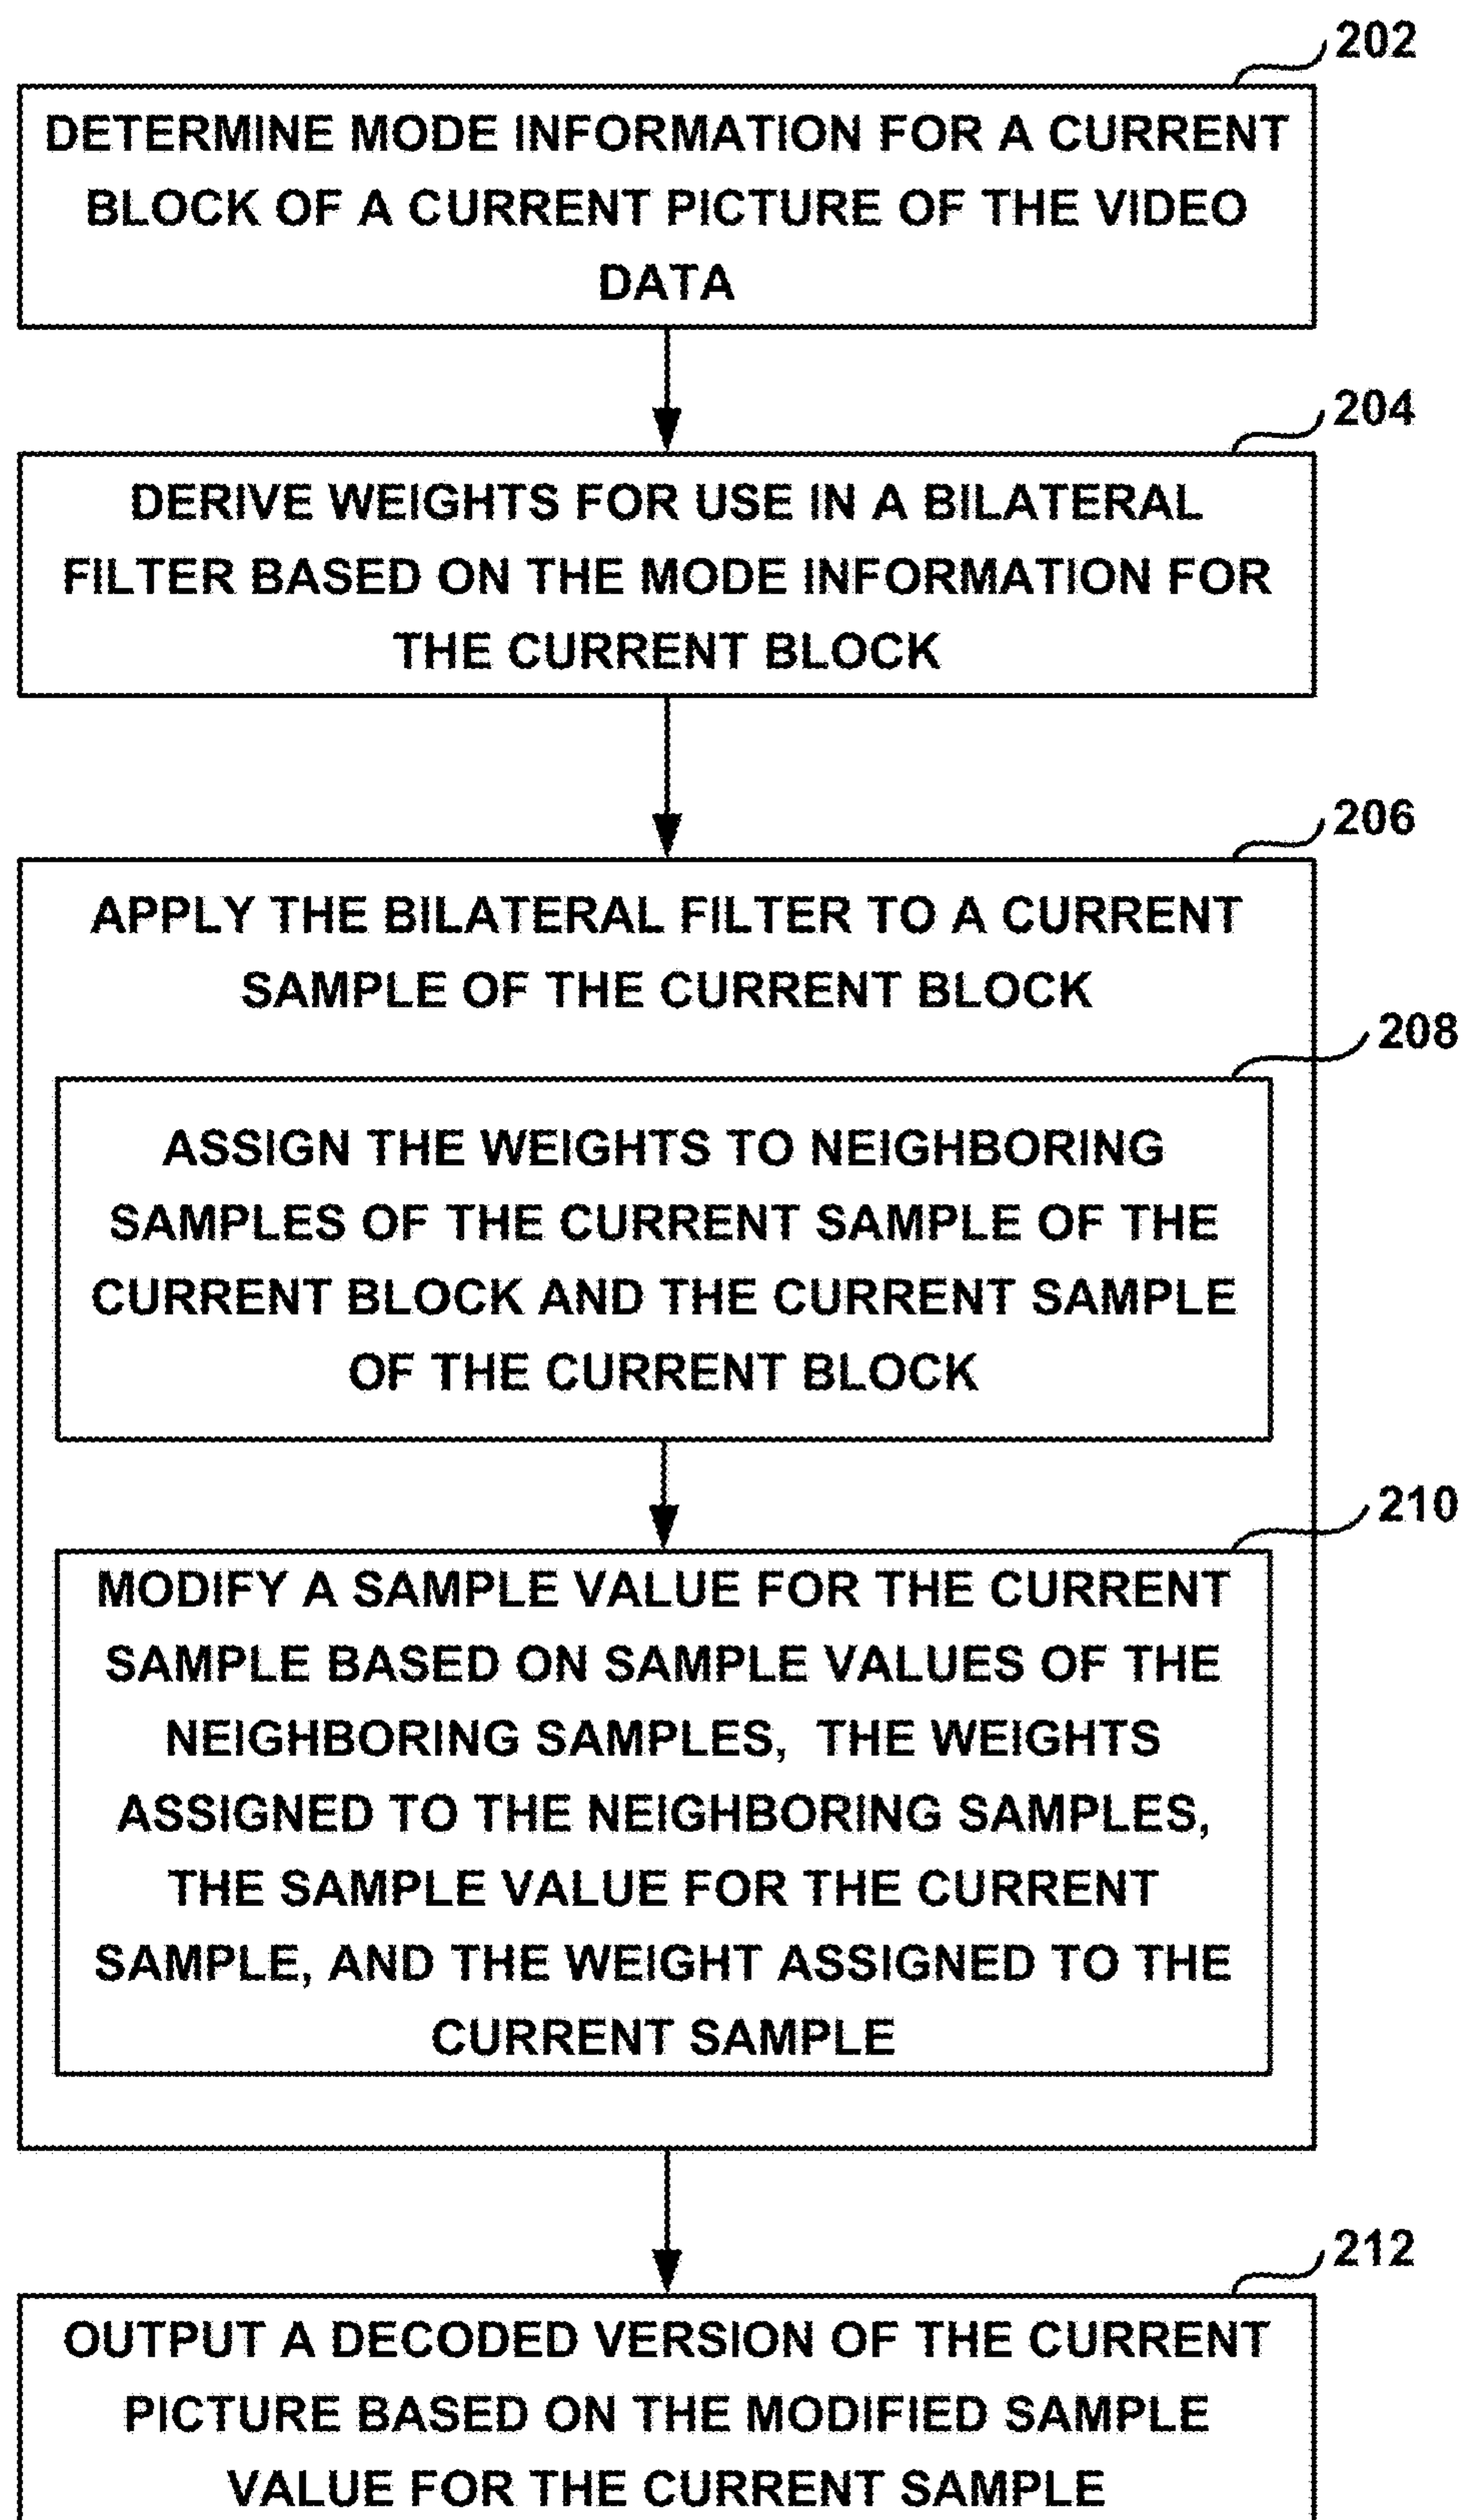 202
DETERMINE MODE INFORMATION FOR A CURRENT
BLOCK OF A CURRENT PICTURE OF THE VIDEO
DATA
204
DERIVE WEIGHTS FOR USE IN A BILATERAL
FILTER BASED ON THE MODE INFORMATION FOR
THE CURRENT BLOCK
206
APPLY THE BILATERAL FILTER TO A CURRENT
SAMPLE OF THE CURRENT BLOCK
208
ASSIGN THE WEIGHTS TO NEIGHBORING
SAMPLES OF THE CURRENT SAMPLE OF THE
CURRENT BLOCK AND THE CURRENT SAMPLE
OF THE CURRENT BLOCK
210
MODIFY A SAMPLE VALUE FOR THE CURRENT
SAMPLE BASED ON SAMPLE VALUES OF THE
NEIGHBORING SAMPLES, THE WEIGHTS
ASSIGNED TO THE NEIGHBORING SAMPLES,
THE SAMPLE VALUE FOR THE CURRENT
SAMPLE, AND THE WEIGHT ASSIGNED TO THE
CURRENT SAMPLE
212
OUTPUT A DECODED VERSION OF THE CURRENT
PICTURE BASED ON THE MODIFIED SAMPLE
VALUE FOR THE CURRENT SAMPLE